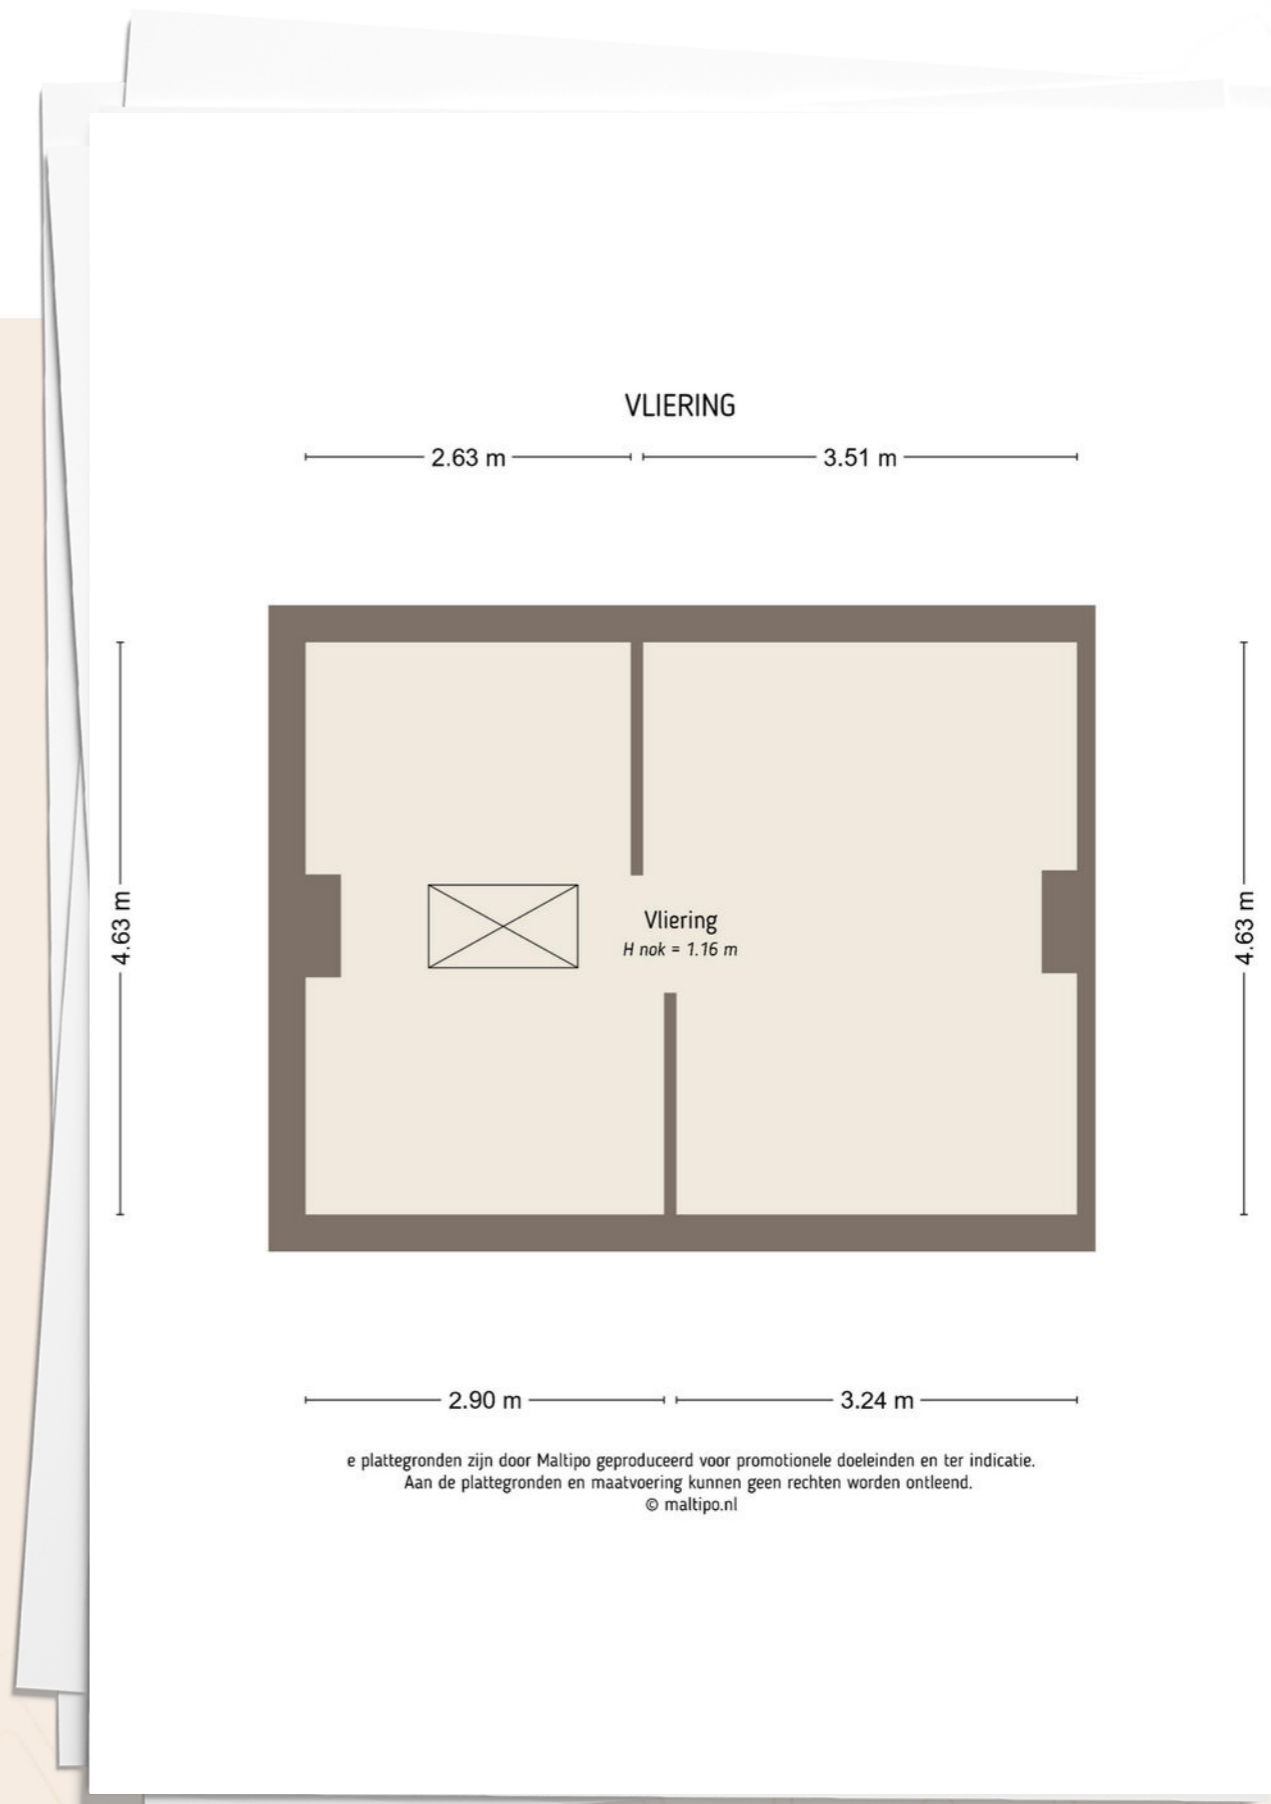 VLIERING
2.63 m
3.51 m
4.63 m
4.63 m
Vliering
H nok = 1.16 m
2.90 m
3.24 m
e plattegronden zijn door Maltipo geproduceerd voor promotionele doeleinden en ter indicatie.
Aan de plattegronden en maatvoering kunnen geen rechten worden ontleend.
© maltipo.nl